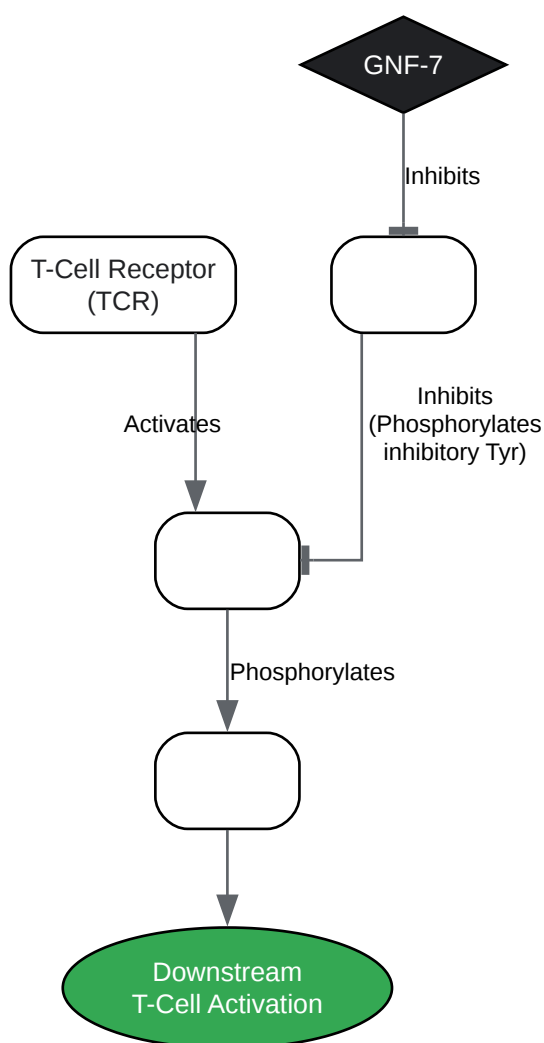 GNF-7
Inhibits
T-Cell Receptor
(TCR)
Activates
Inhibits
(Phosphorylates
inhibitory Tyr)
Phosphorylates
Downstream
T-Cell Activation